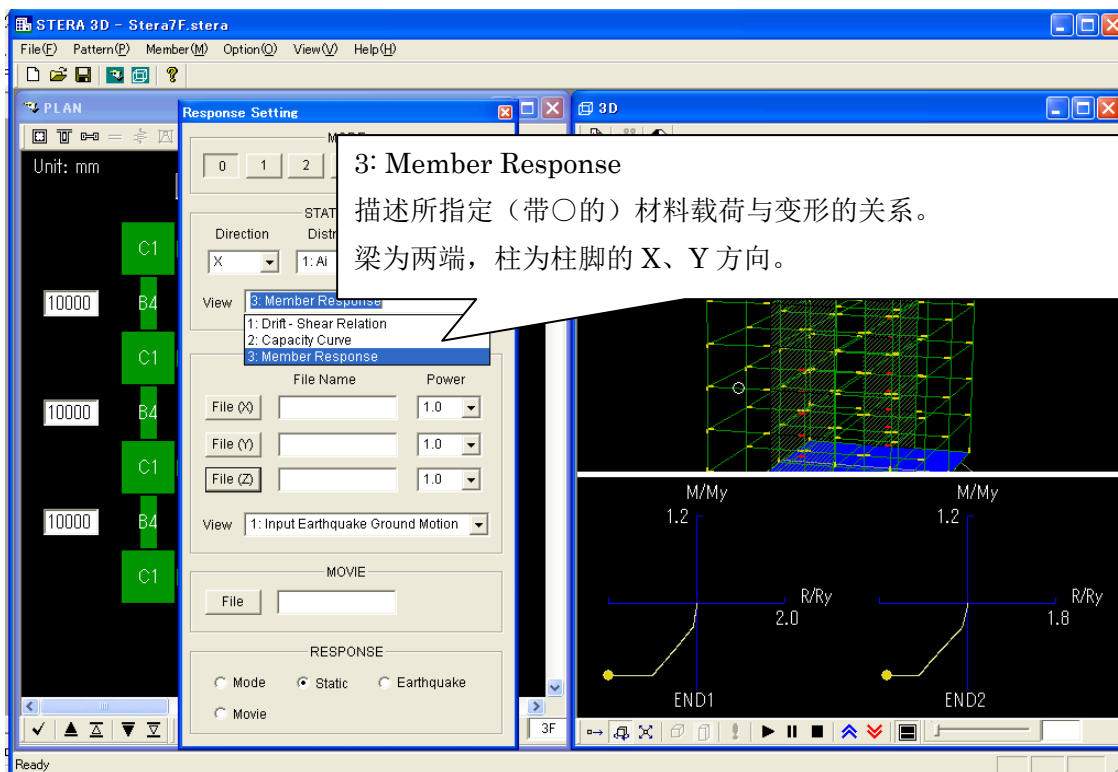 STERA 3D - Stera7F.stera
File(F) Pattern(P) Member(M) Option(O) View(V) Help(H)
PLAN
Unit: mm
C1
10000 B4
C1
10000 B4
C1
10000 B4
C1
3F
Response Setting
0 1 2
Direction
X 1: Ai
View 3: Member Response
1: Drift - Shear Relation
2: Capacity Curve
3: Member Response
File Name Power
File (X) 1.0
File (Y) 1.0
File (Z) 1.0
View 1: Input Earthquake Ground Motion
MOVIE
File
RESPONSE
Mode Static Earthquake
Movie
3D
3: Member Response
描述所指定（带○的）材料载荷与变形的关系。
梁为两端，柱为柱脚的 X、Y 方向。
M/My M/My
1.2 1.2
R/Ry R/Ry
2.0 1.8
END1 END2
Ready